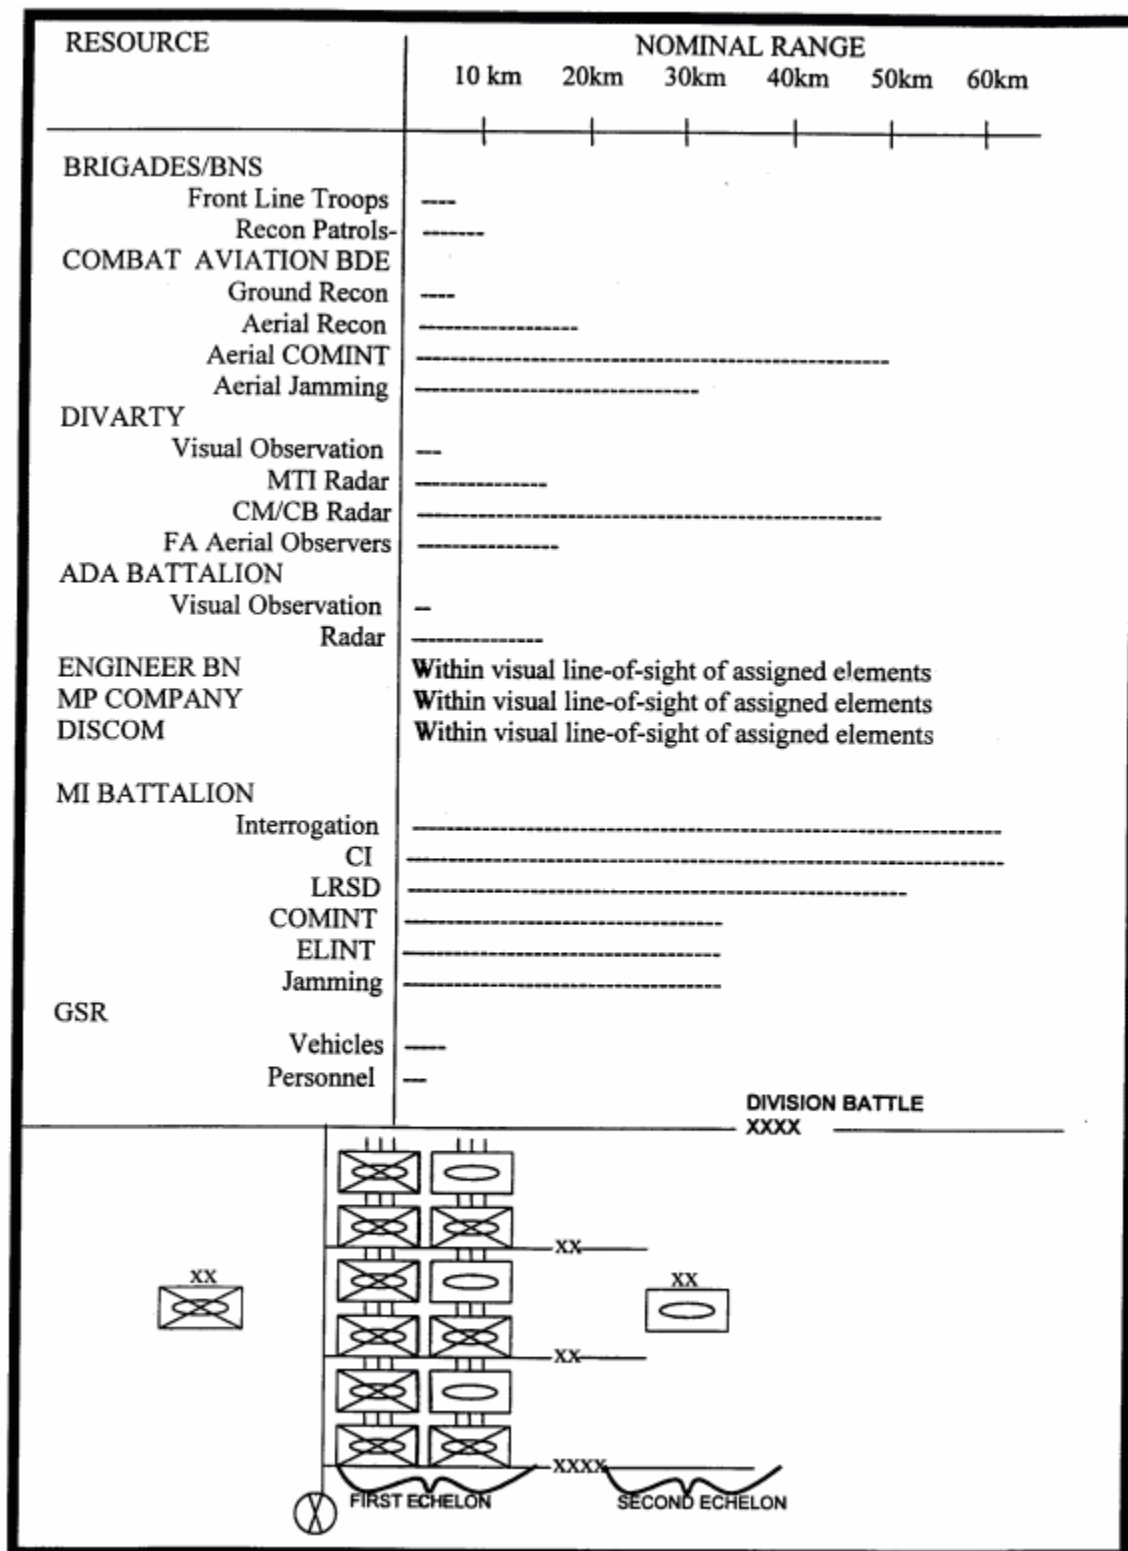 RESOURCE
NOMINAL RANGE
10 km 20km 30km 40km 50km 60km
BRIGADES/BNS
Front Line Troops
Recon Patrols-
COMBAT AVIATION BDE
Ground Recon
Aerial Recon
Aerial COMINT
Aerial Jamming
DIVARTY
Visual Observation
MTI Radar
CM/CB Radar
FA Aerial Observers
ADA BATTALION
Visual Observation
Radar
ENGINEER BN Within visual line-of-sight of assigned elements
MP COMPANY Within visual line-of-sight of assigned elements
DISCOM Within visual line-of-sight of assigned elements
MI BATTALION
Interrogation
CI
LRSD
COMINT
ELINT
Jamming
GSR
Vehicles
Personnel
DIVISION BATTLE
XXXX
XX
XX XX
XX
XXXX
FIRST ECHELON SECOND ECHELON